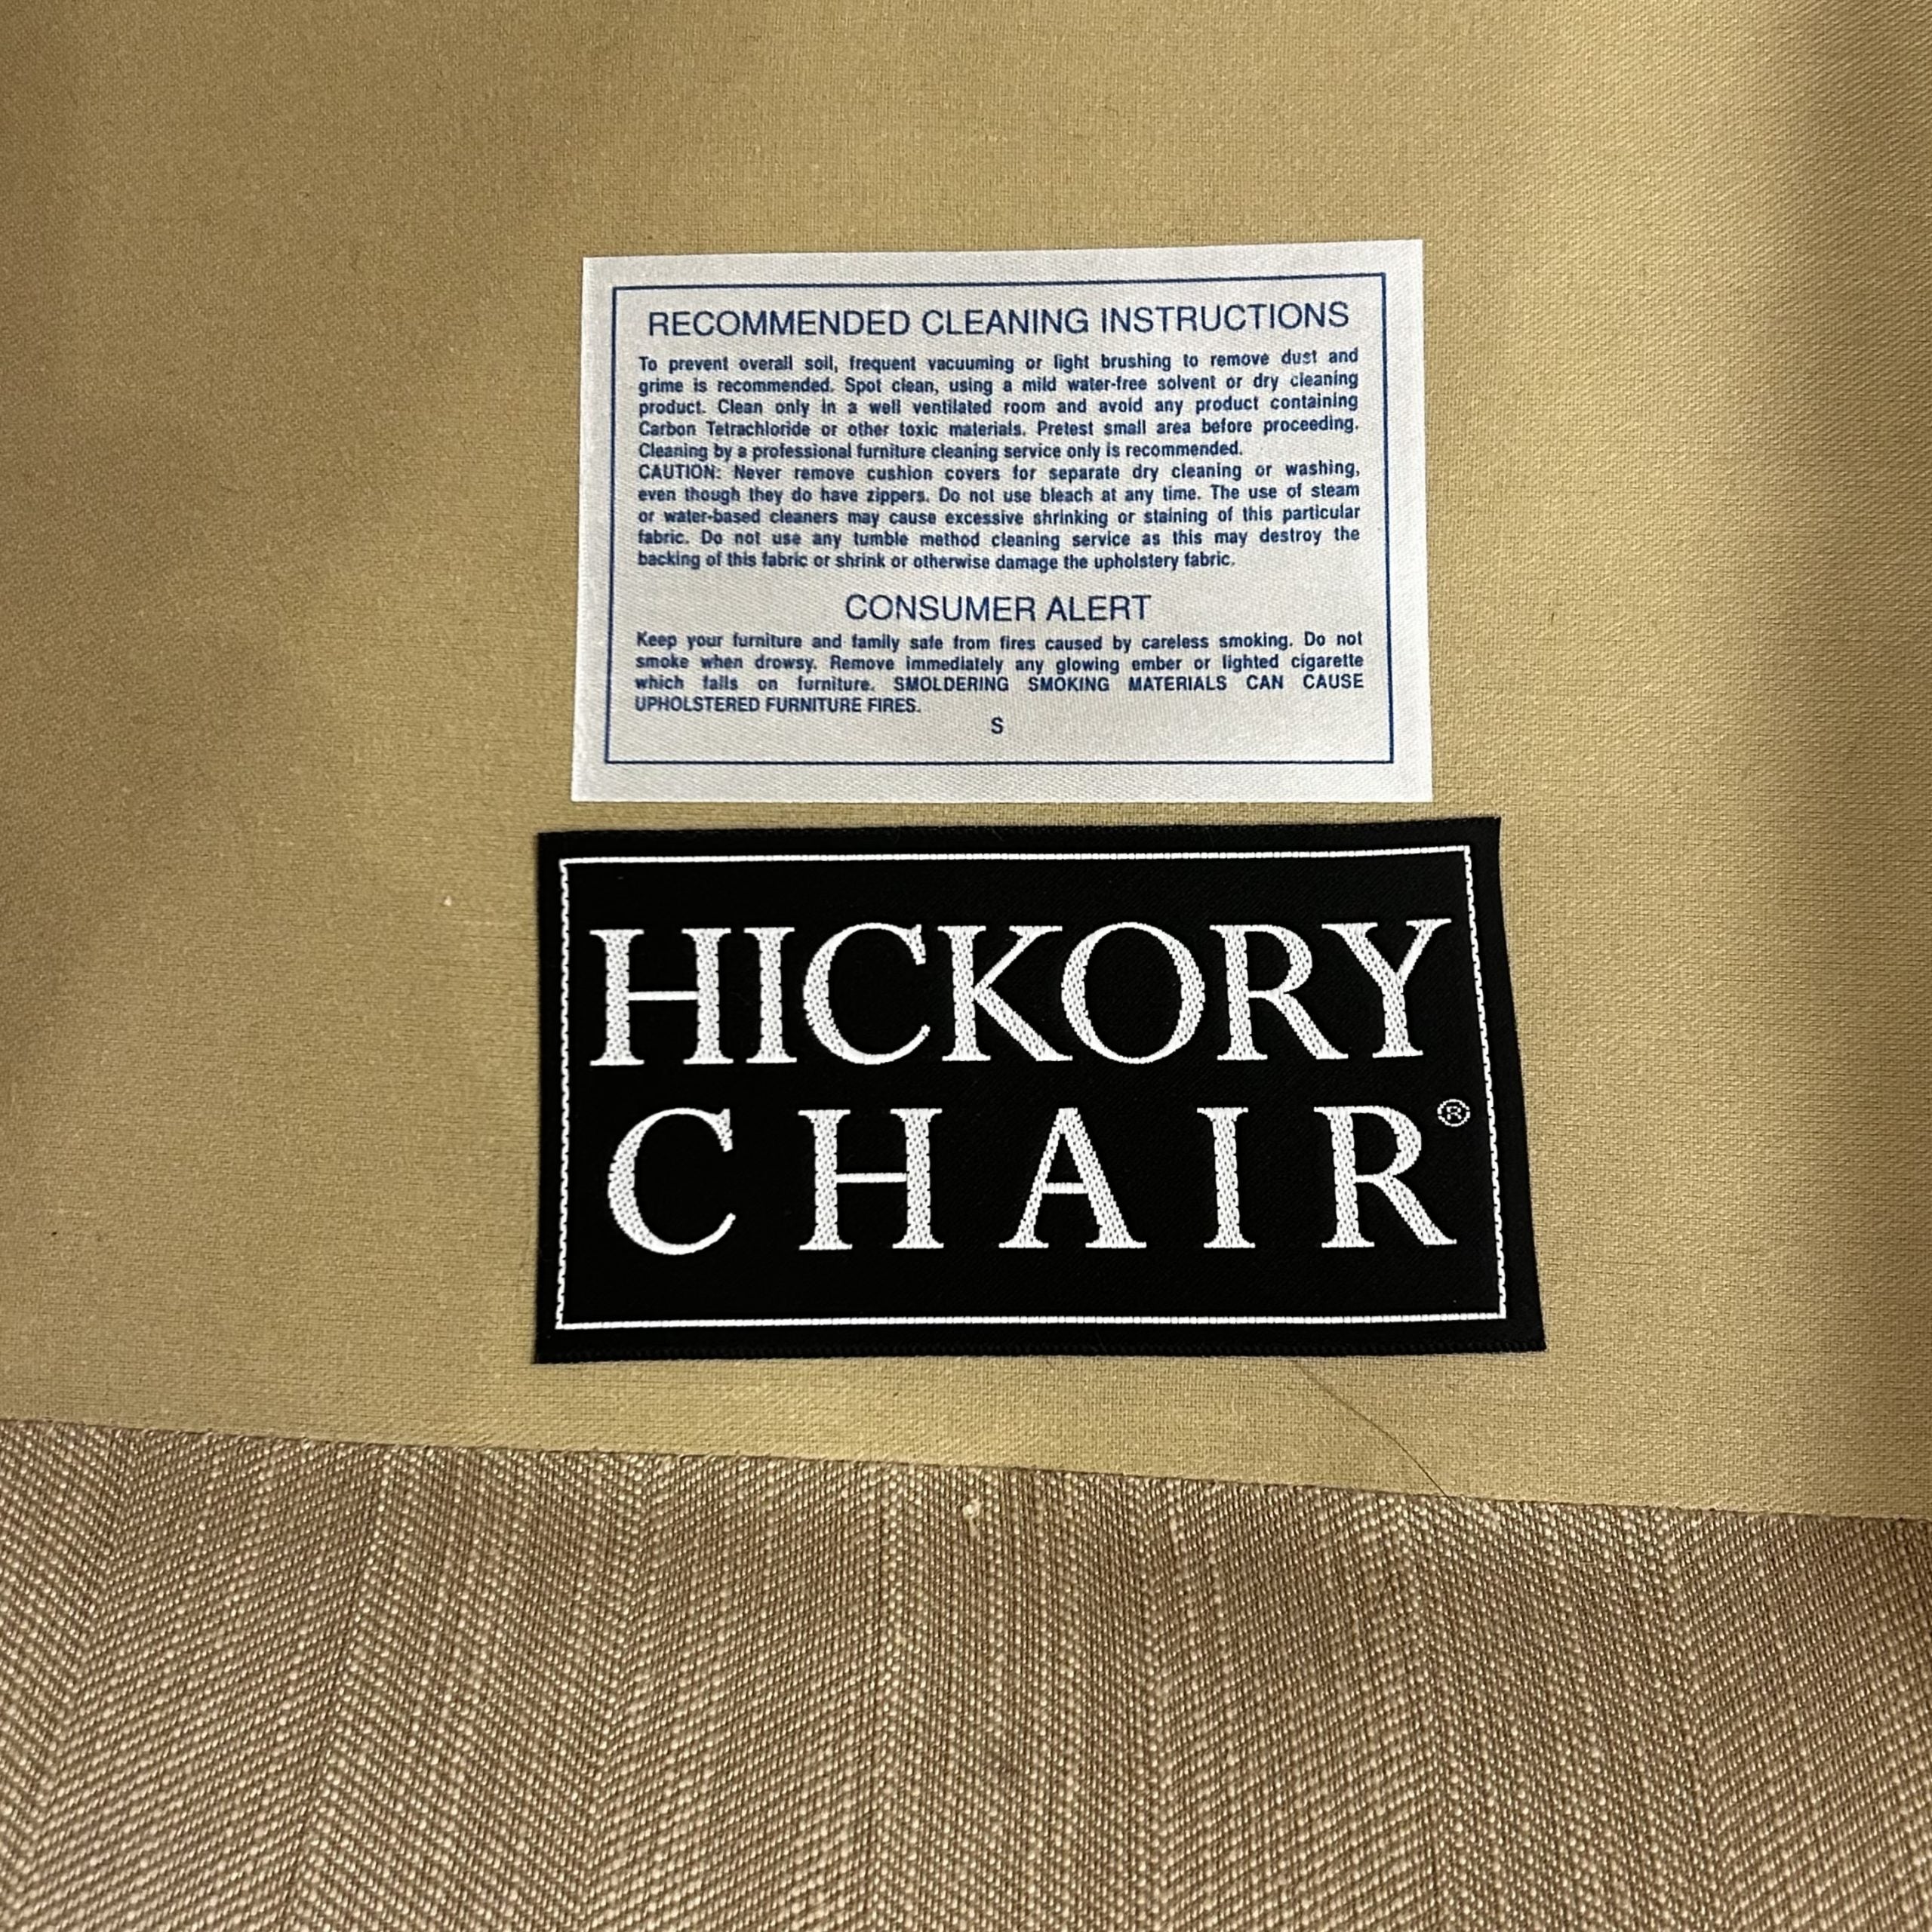 RECOMMENDED CLEANING INSTRUCTIONS
To prevent overall soil, frequent vacuuming or light brushing to remove dust and
grime is recommended. Spot clean, using a mild water-free solvent or dry cleaning
product. Clean only in a well ventilated room and avoid any product containing
Carbon Tetrachloride or other toxic materials. Pretest small area before proceeding.
Cleaning by a professional furniture cleaning service only is recommended.
CAUTION: Never remove cushion covers for separate dry cleaning or washing,
even though they do have zippers. Do not use bleach at any time. The use of steam
or water-based cleaners may cause excessive shrinking or staining of this particular
fabric. Do not use any tumble method cleaning service as this may destroy the
backing of this fabric or shrink or otherwise damage the upholstery fabric.
CONSUMER ALERT
Keep your furniture and family safe from fires caused by careless smoking. Do not
smoke when drowsy. Remove immediately any glowing ember or lighted cigarette
which falls on furniture. SMOLDERING SMOKING MATERIALS CAN CAUSE
UPHOLSTERED FURNITURE FIRES.
S
HICKORY
CHAIR®